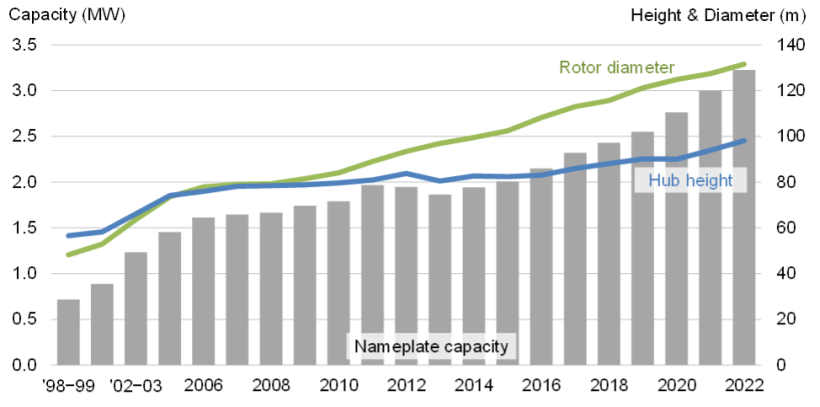 Capacity (MW) Height & Diameter (m)
3.5 140
3.0 120
2.5 100
2.0 80
1.5 60
1.0 40
0.5 20
0.0 0
Rotor diameter
Hub height
Nameplate capacity
'98−99 '02−03 2006 2008 2010 2012 2014 2016 2018 2020 2022